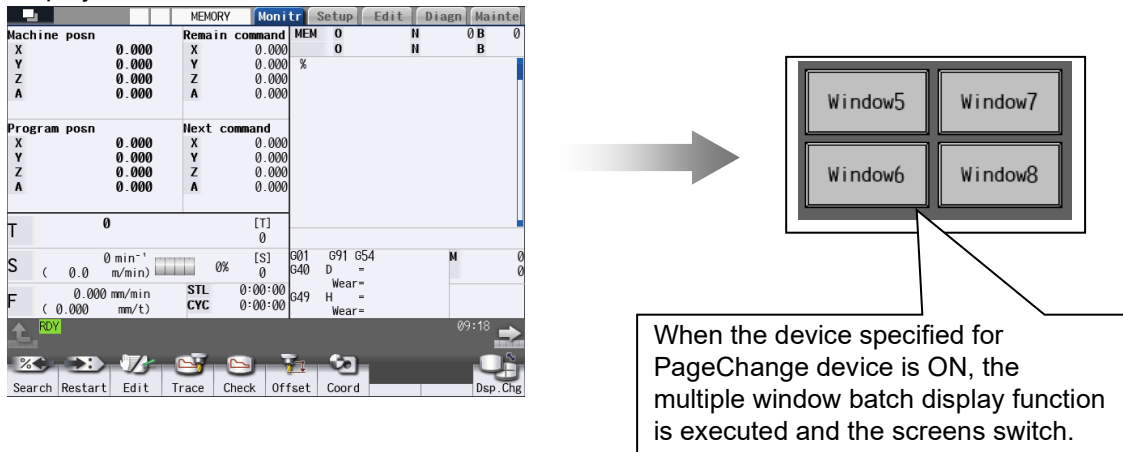 MEMORY Monitr Setup Edit Diagn Mainte
Machine posn Remain command MEM O N 0 B 0
X 0.000 X 0.000 O N B
Y 0.000 Y 0.000 %
Z 0.000 Z 0.000
A 0.000 A 0.000
Program posn Next command
X 0.000 X 0.000
Y 0.000 Y 0.000
Z 0.000 Z 0.000
A 0.000 A 0.000
T 0 [T]
0
S 0 min⁻¹ 0% [S] G01 G91 G54 M 0
( 0.0 m/min) 0 G40 D = 0
Wear=
F 0.000 mm/min STL 0:00:00 G49 H =
( 0.000 mm/t) CYC 0:00:00 Wear=
RDY 09:18
Search Restart Edit Trace Check Offset Coord Dsp.Chg
Window5 Window7
Window6 Window8
When the device specified for
PageChange device is ON, the
multiple window batch display function
is executed and the screens switch.